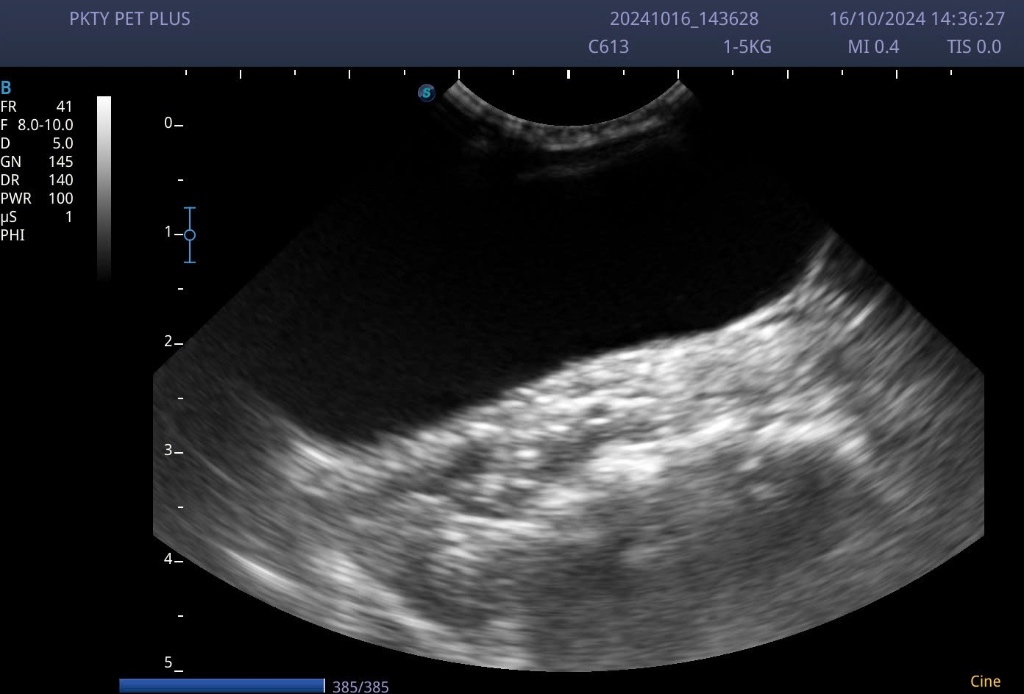 PKTY PET PLUS
20241016_143628
16/10/2024 14:36:27
C613
1-5KG
MI 0.4
TIS 0.0
B
FR 41
F 8.0-10.0
D 5.0
GN 145
DR 140
PWR 100
µS 1
PHI
S
0
1
2
3
4
5
385/385
Cine